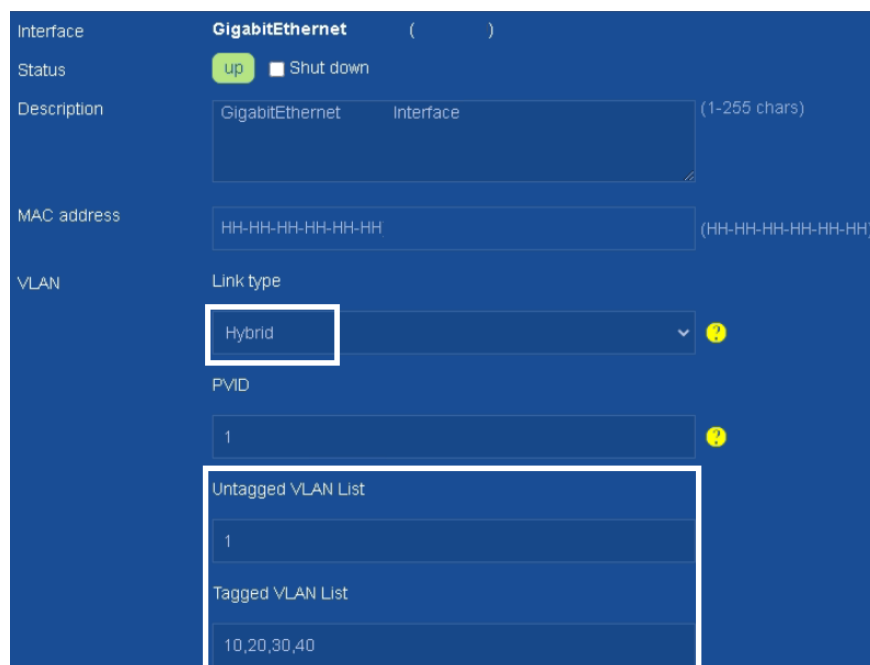 Interface GigabitEthernet ( )
Status up Shut down
Description GigabitEthernet Interface (1-255 chars)
MAC address HH-HH-HH-HH-HH-HH (HH-HH-HH-HH-HH-HH)
VLAN Link type
Hybrid ?
PVID
1 ?
Untagged VLAN List
1
Tagged VLAN List
10,20,30,40